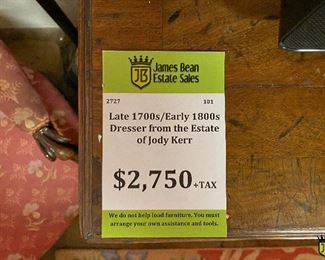 JB
James Bean
Estate Sales
2727 101
Late 1700s/Early 1800s
Dresser from the Estate
of Jody Kerr
$2,750 +TAX
We do not help load furniture. You must
arrange your own assistance and tools.